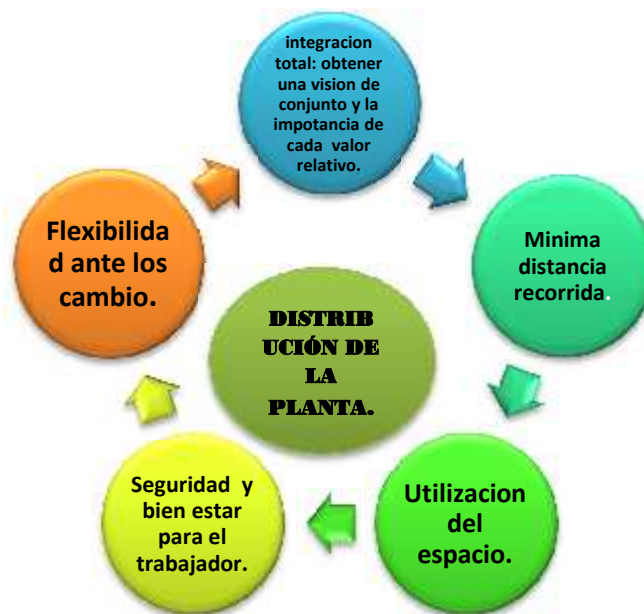 integracion
total: obtener
una vision de
conjunto y la
impotancia de
cada valor
relativo.
Minima
distancia
recorrida.
Utilizacion
del
espacio.
Seguridad y
bien estar
para el
trabajador.
Flexibilida
d ante los
cambio.
DISTRIB
UCIÓN DE
LA
PLANTA.